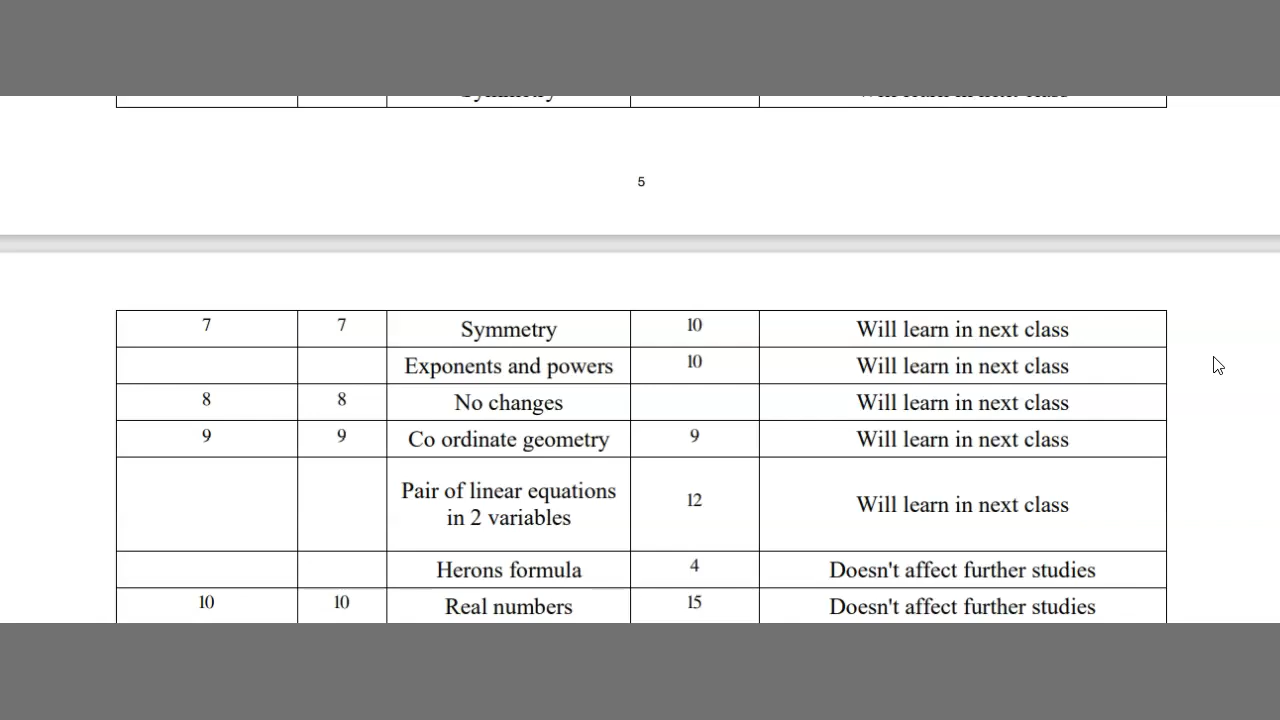 5
7 7 Symmetry 10 Will learn in next class
Exponents and powers 10 Will learn in next class
8 8 No changes Will learn in next class
9 9 Co ordinate geometry 9 Will learn in next class
Pair of linear equations
in 2 variables 12 Will learn in next class
Herons formula 4 Doesn't affect further studies
10 10 Real numbers 15 Doesn't affect further studies